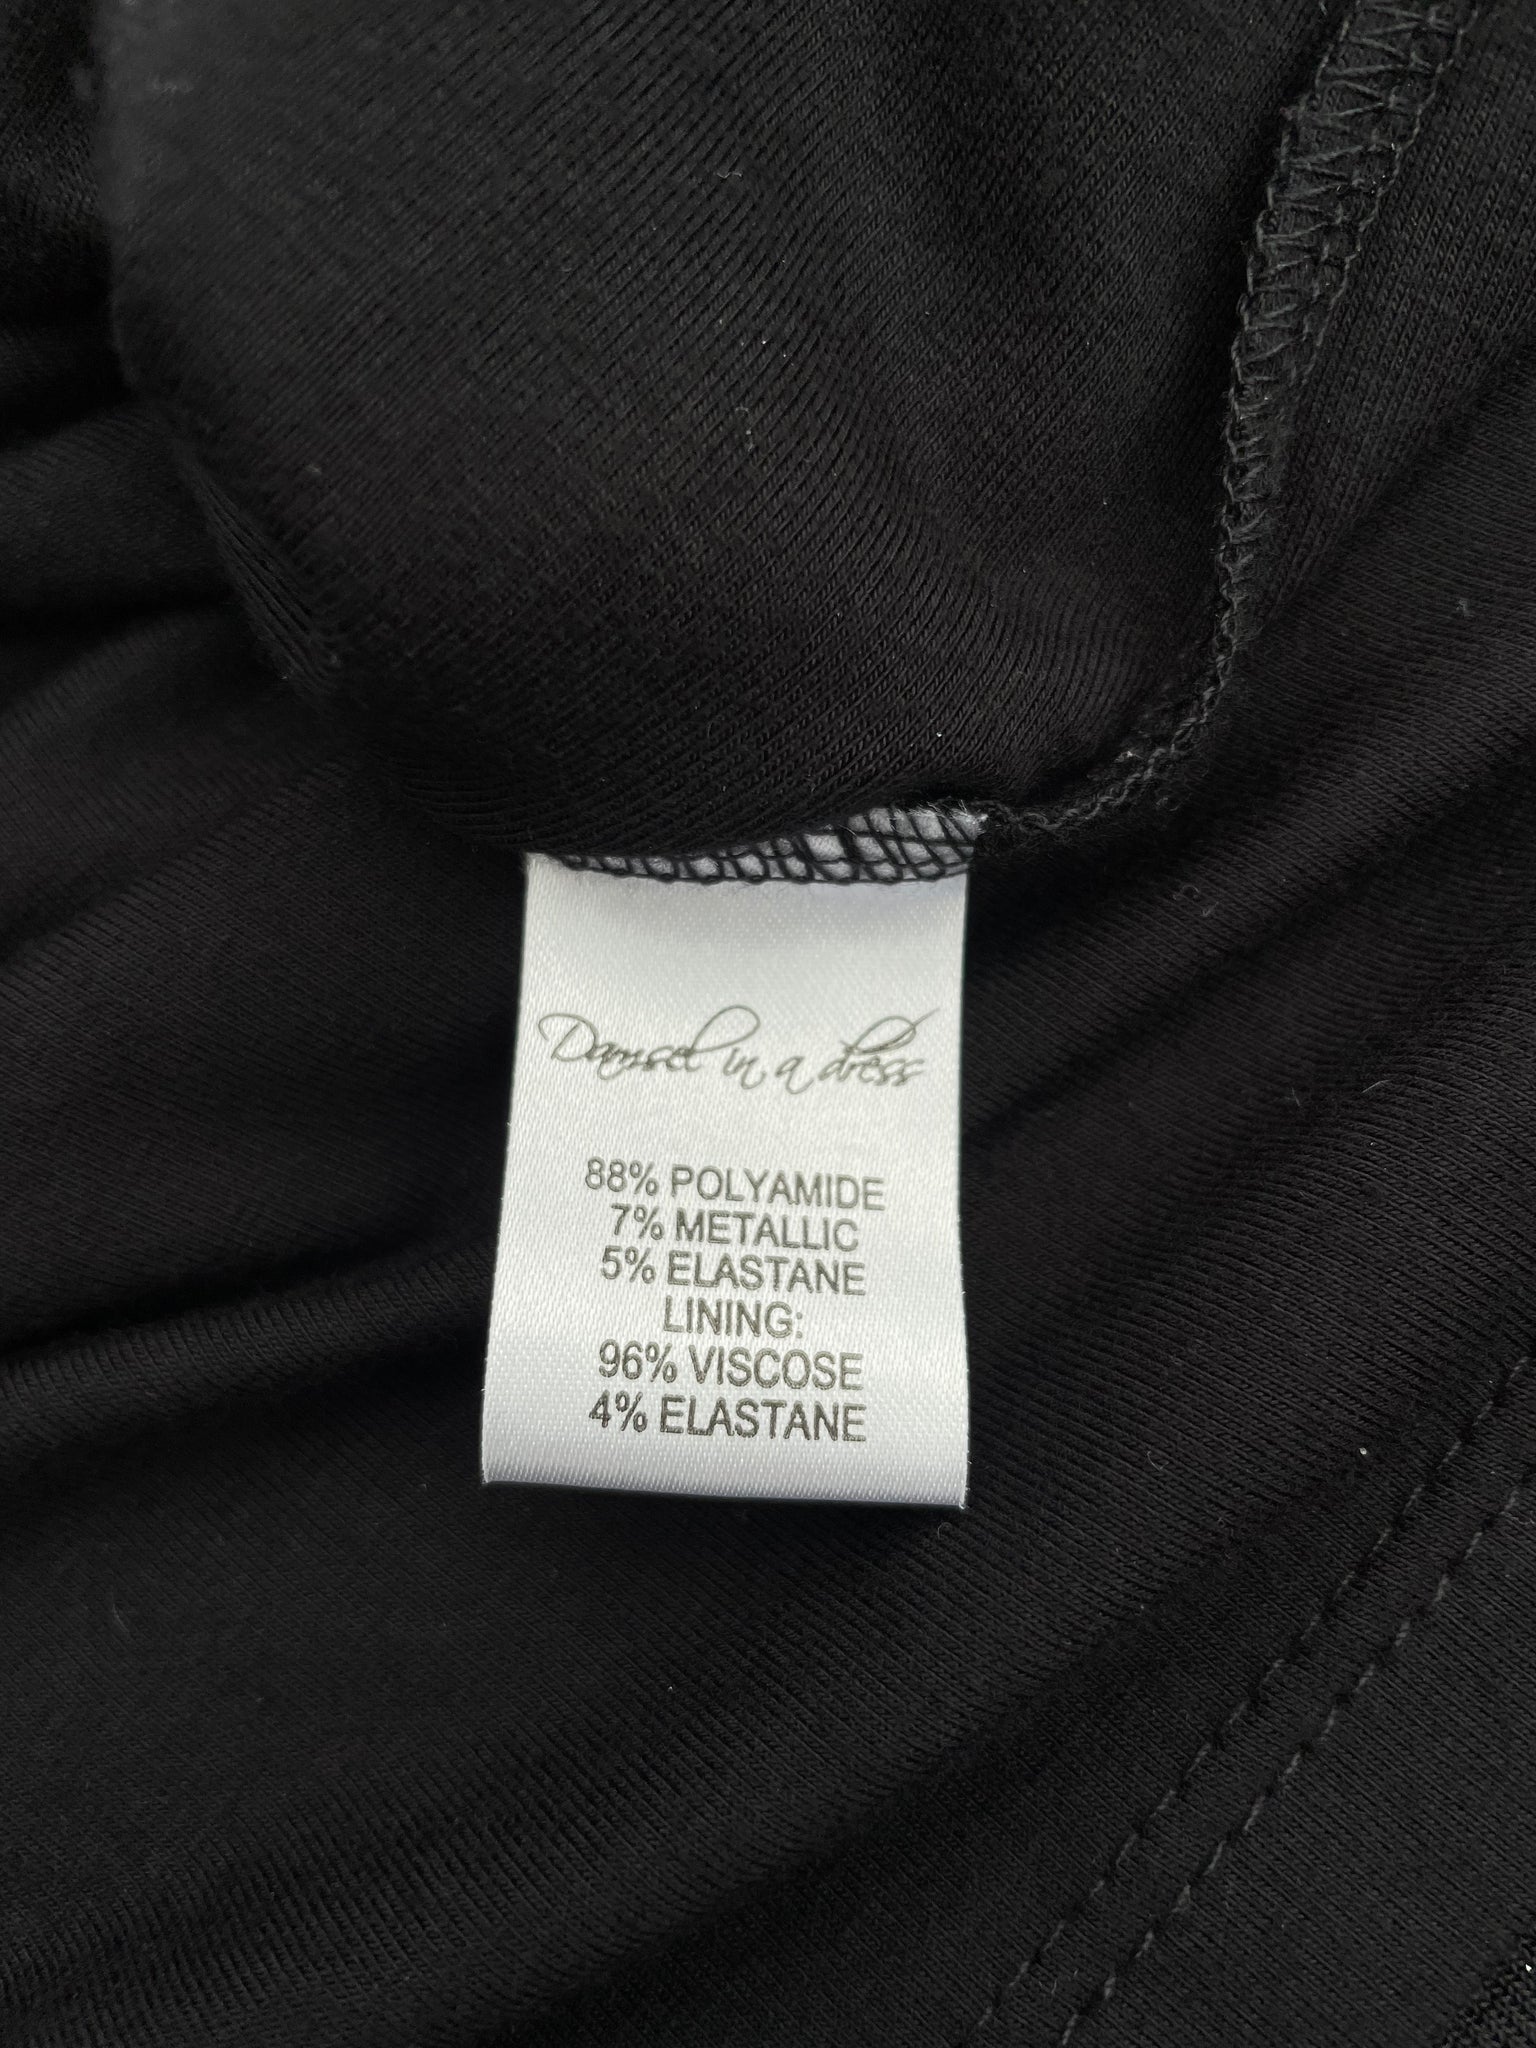 Damsel in a dress
88% POLYAMIDE
7% METALLIC
5% ELASTANE
LINING:
96% VISCOSE
4% ELASTANE